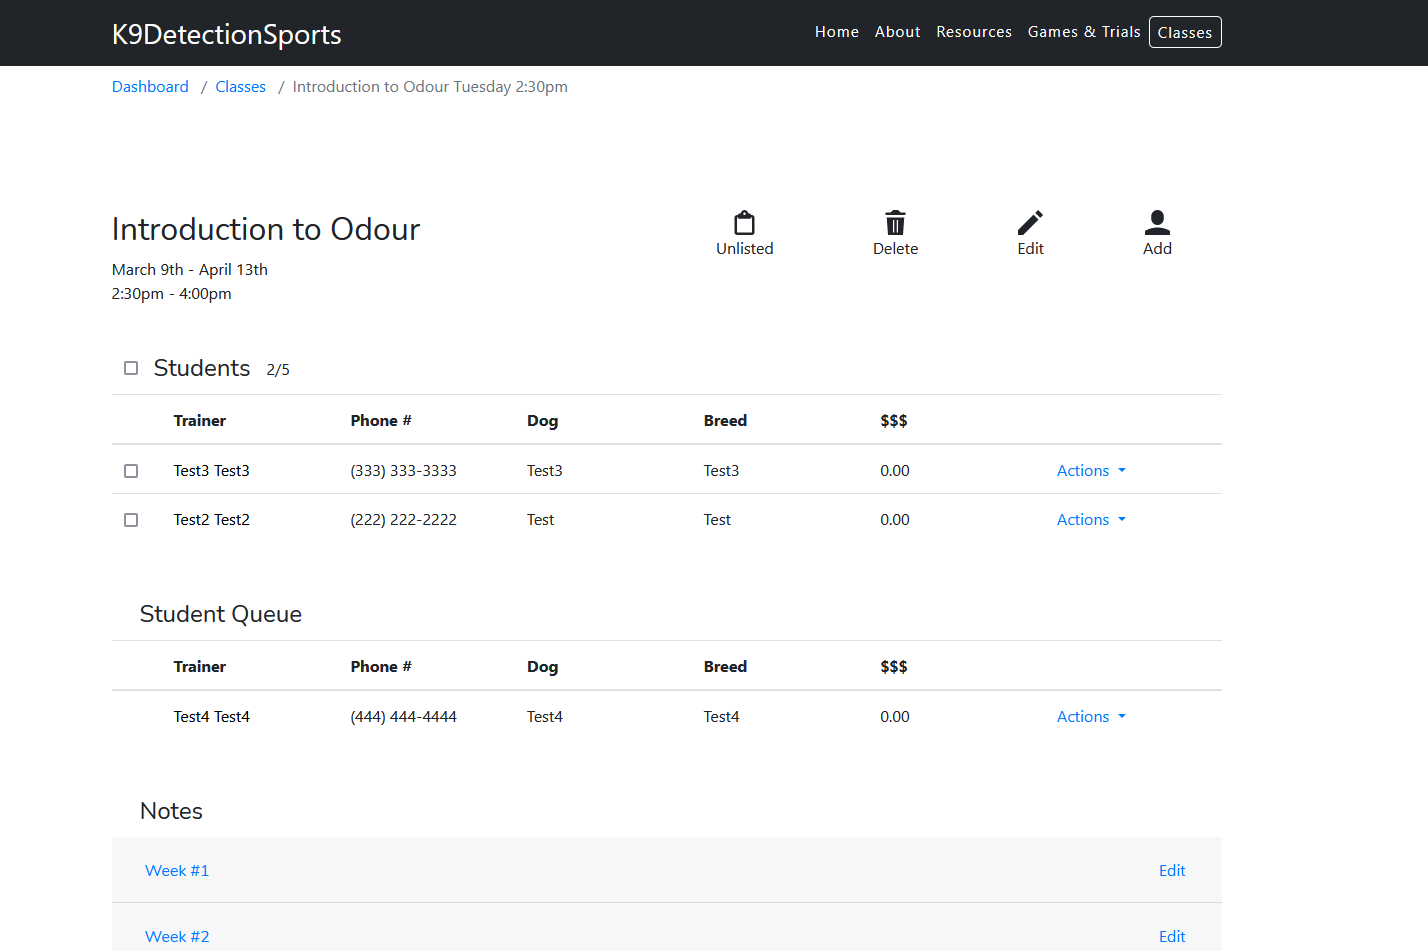 K9DetectionSports Home About Resources Games & Trials Classes
Dashboard / Classes / Introduction to Odour Tuesday 2:30pm
Introduction to Odour
Unlisted Delete Edit Add
March 9th - April 13th
2:30pm - 4:00pm
Students 2/5
Trainer Phone # Dog Breed $$$
Test3 Test3 (333) 333-3333 Test3 Test3 0.00 Actions
Test2 Test2 (222) 222-2222 Test Test 0.00 Actions
Student Queue
Trainer Phone # Dog Breed $$$
Test4 Test4 (444) 444-4444 Test4 Test4 0.00 Actions
Notes
Week #1 Edit
Week #2 Edit